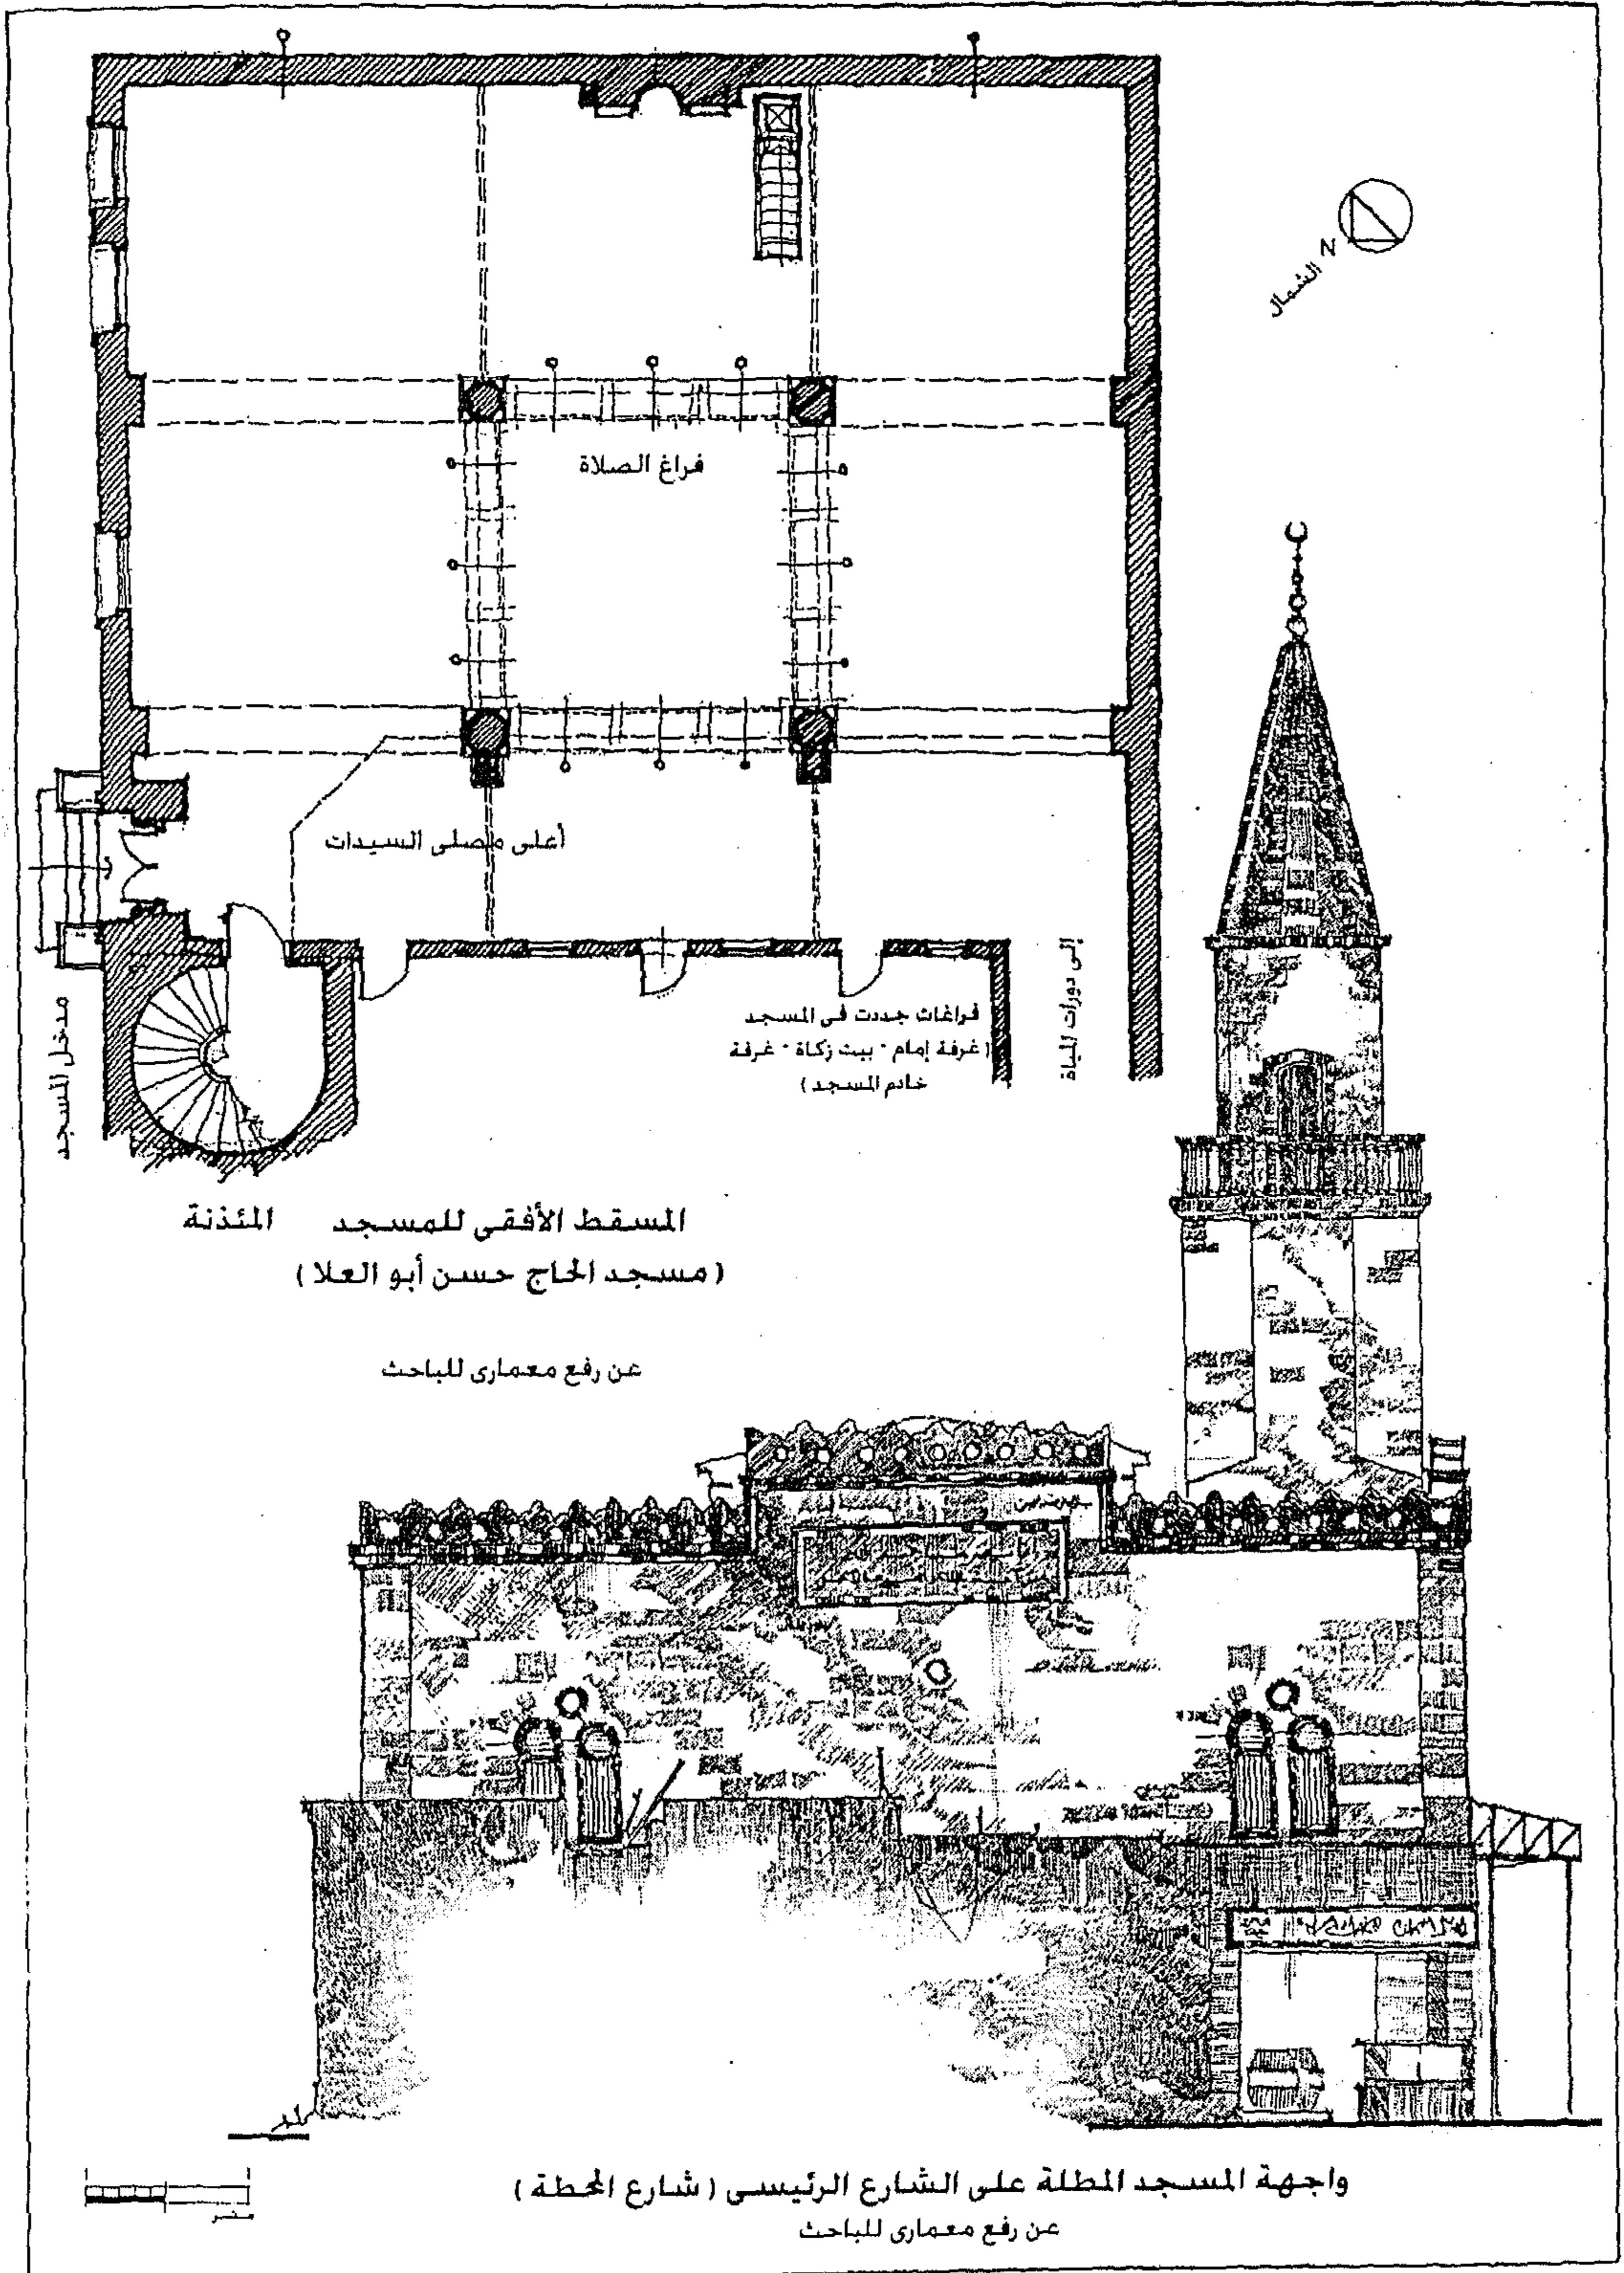 N
الشمال
فراغ الصلاة
أعلى مصلى السيدات
مدخل المسجد
إلى دورات المياة
فراغات جددت فى المسجد
(غرفة إمام - بيت زكاة - غرفة
خادم المسجد)
المسقط الأفقى للمسجد المئذنة
(مسجد الحاج حسن أبو العلا)
عن رفع معمارى للباحث
واجهة المسجد المطلة على الشارع الرئيسى (شارع المحطة)
عن رفع معمارى للباحث
متر